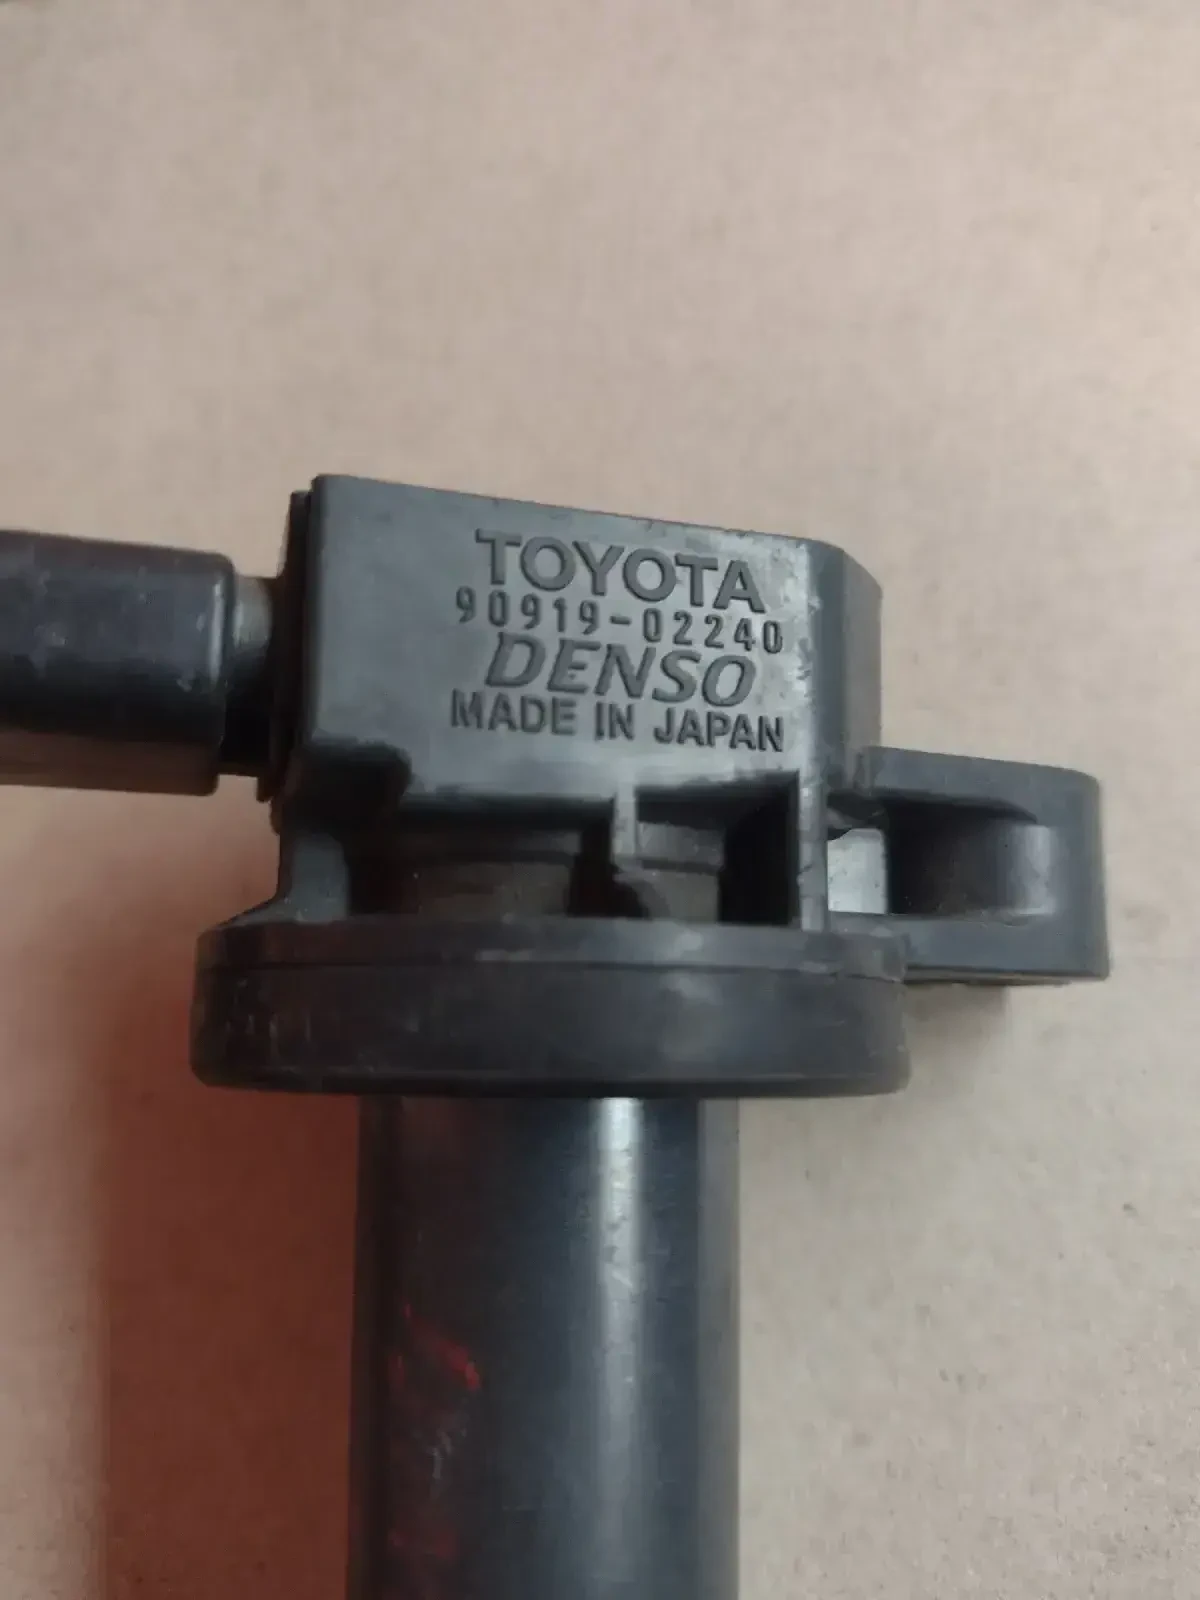 TOYOTA
90919-02240
DENSO
MADE IN JAPAN